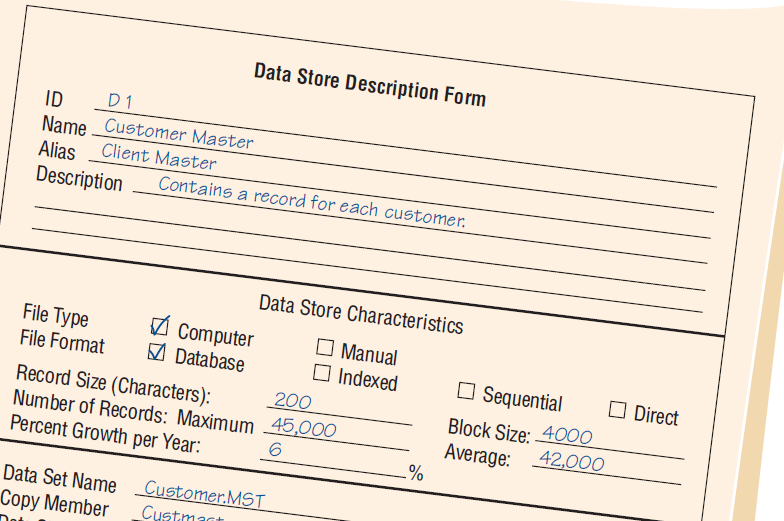 Data Store Description Form
ID D 1
Name Customer Master
Alias Client Master
Description Contains a record for each customer.
Data Store Characteristics
File Type Computer Manual
File Format Database Indexed Sequential Direct
Record Size (Characters): 200 Block Size: 4000
Number of Records: Maximum 45,000 Average: 42,000
Percent Growth per Year: 6 %
Data Set Name Customer.MST
Copy Member